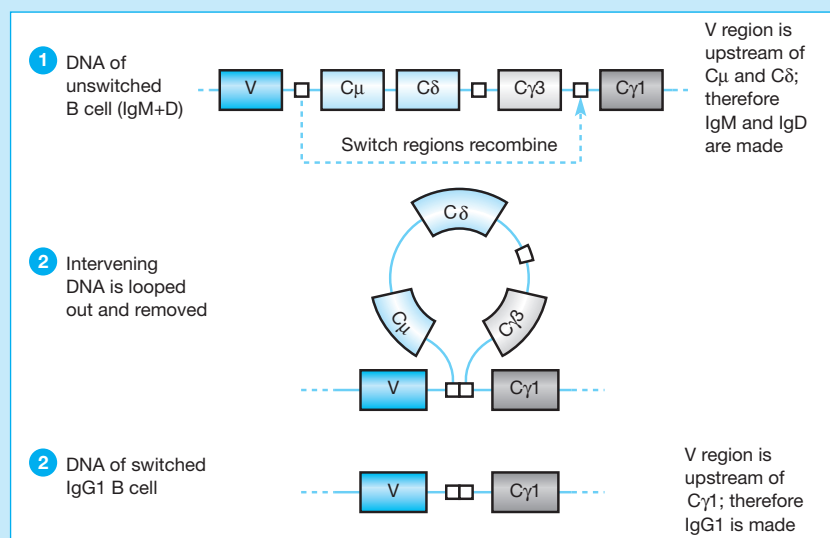 1
DNA of
unswitched
B cell (IgM+D)
V
Cμ
Cδ
Cγ3
Cγ1
V region is
upstream of
Cμ and Cδ;
therefore
IgM and IgD
are made
Switch regions recombine
2
Intervening
DNA is looped
out and removed
Cδ
Cμ
Cγ3
V
Cγ1
2
DNA of switched
IgG1 B cell
V
Cγ1
V region is
upstream of
Cγ1; therefore
IgG1 is made